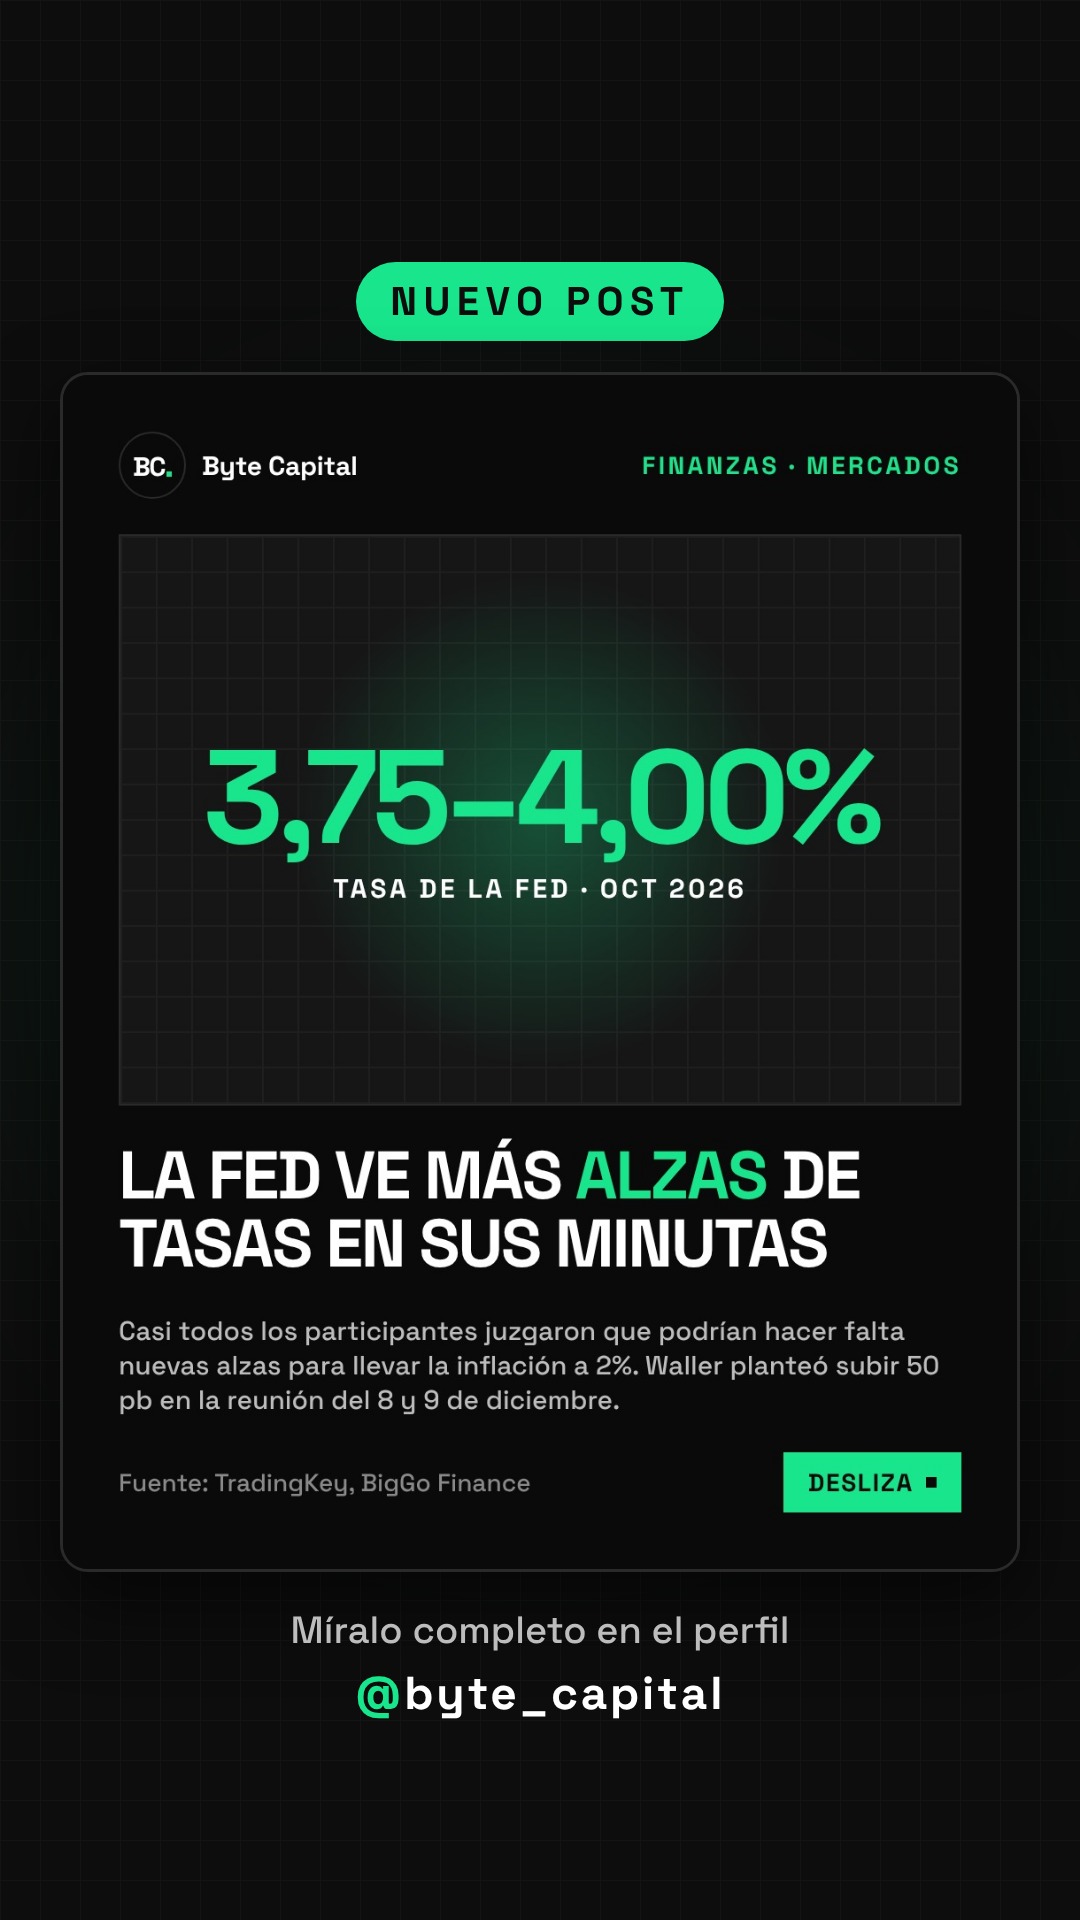 NUEVO POST
BC.
Byte Capital
FINANZAS · MERCADOS
3,75–4,00%
TASA DE LA FED · OCT 2026
LA FED VE MÁS ALZAS DE
TASAS EN SUS MINUTAS
Casi todos los participantes juzgaron que podrían hacer falta
nuevas alzas para llevar la inflación a 2%. Waller planteó subir 50
pb en la reunión del 8 y 9 de diciembre.
Fuente: TradingKey, BigGo Finance
DESLIZA ▪
Míralo completo en el perfil
@byte_capital